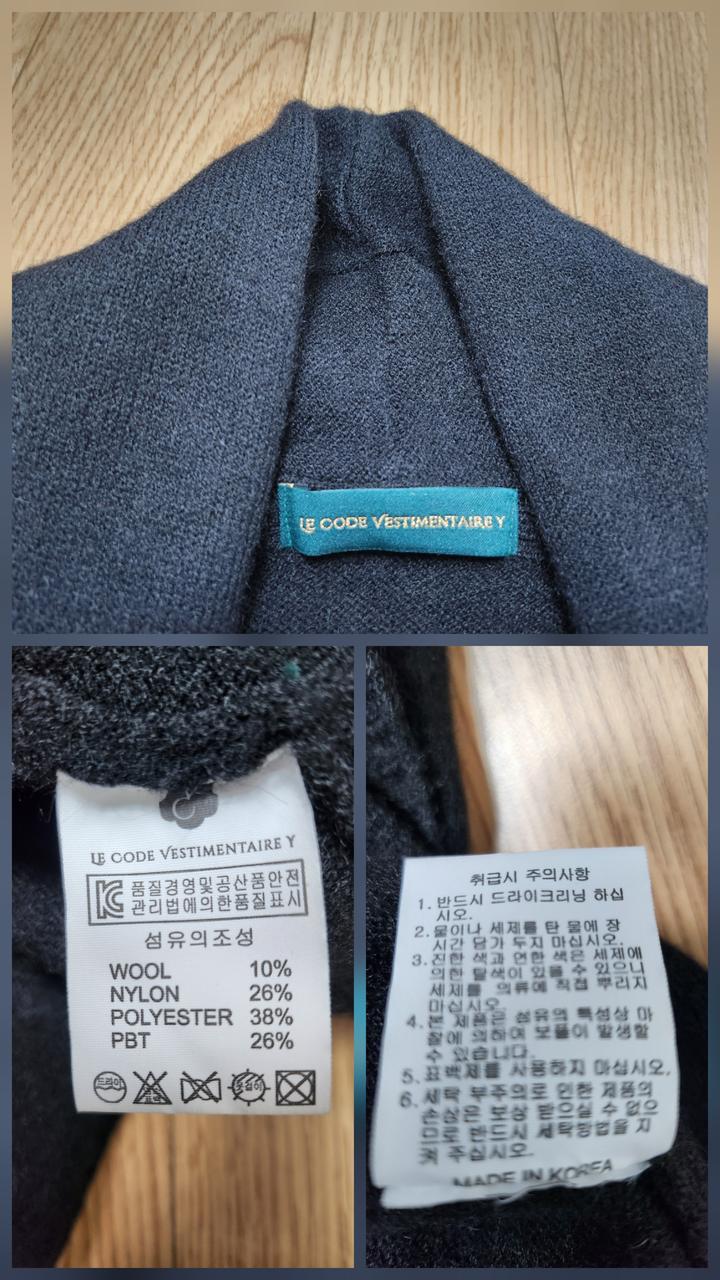 LE CODE VESTIMENTAIRE Y
LE CODE VESTIMENTAIRE Y
품질경영및공산품안전
관리법에의한품질표시
섬유의조성
WOOL 10%
NYLON 26%
POLYESTER 38%
PBT 26%
드라이
취급시 주의사항
1. 반드시 드라이크리닝 하십
시오.
2. 물이나 세제를 탄 물에 장
시간 담가 두지 마십시오.
3. 진한 색과 연한 색은 세제에
의한 탈색이 있을 수 있으니
세제를 의류에 직접 뿌리지
마십시오.
4. 본 제품은 섬유의 특성상 마
찰에 의하여 보풀이 발생할
수 있습니다.
5. 표백제를 사용하지 마십시오.
6. 세탁 부주의로 인한 제품의
손상은 보상 받으실 수 없으
므로 반드시 세탁방법을 지
켜 주십시오.
MADE IN KOREA